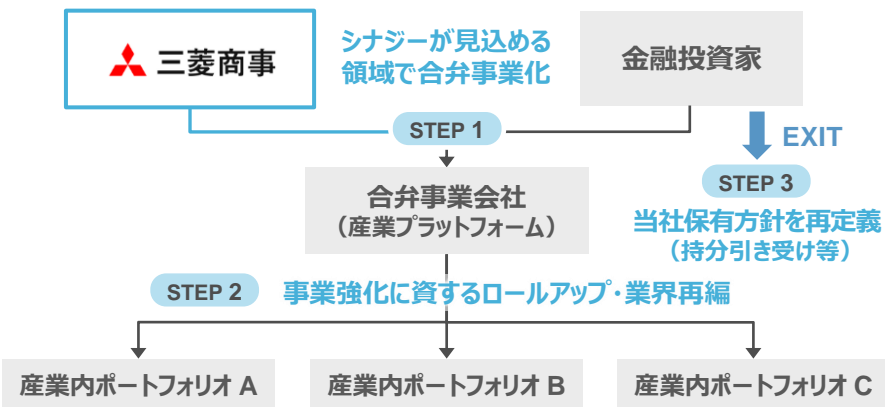 三菱商事
シナジーが見込める
領域で合弁事業化
金融投資家
STEP 1
EXIT
STEP 3
当社保有方針を再定義
（持分引き受け等）
合弁事業会社
（産業プラットフォーム）
STEP 2
事業強化に資するロールアップ・業界再編
産業内ポートフォリオ A
産業内ポートフォリオ B
産業内ポートフォリオ C